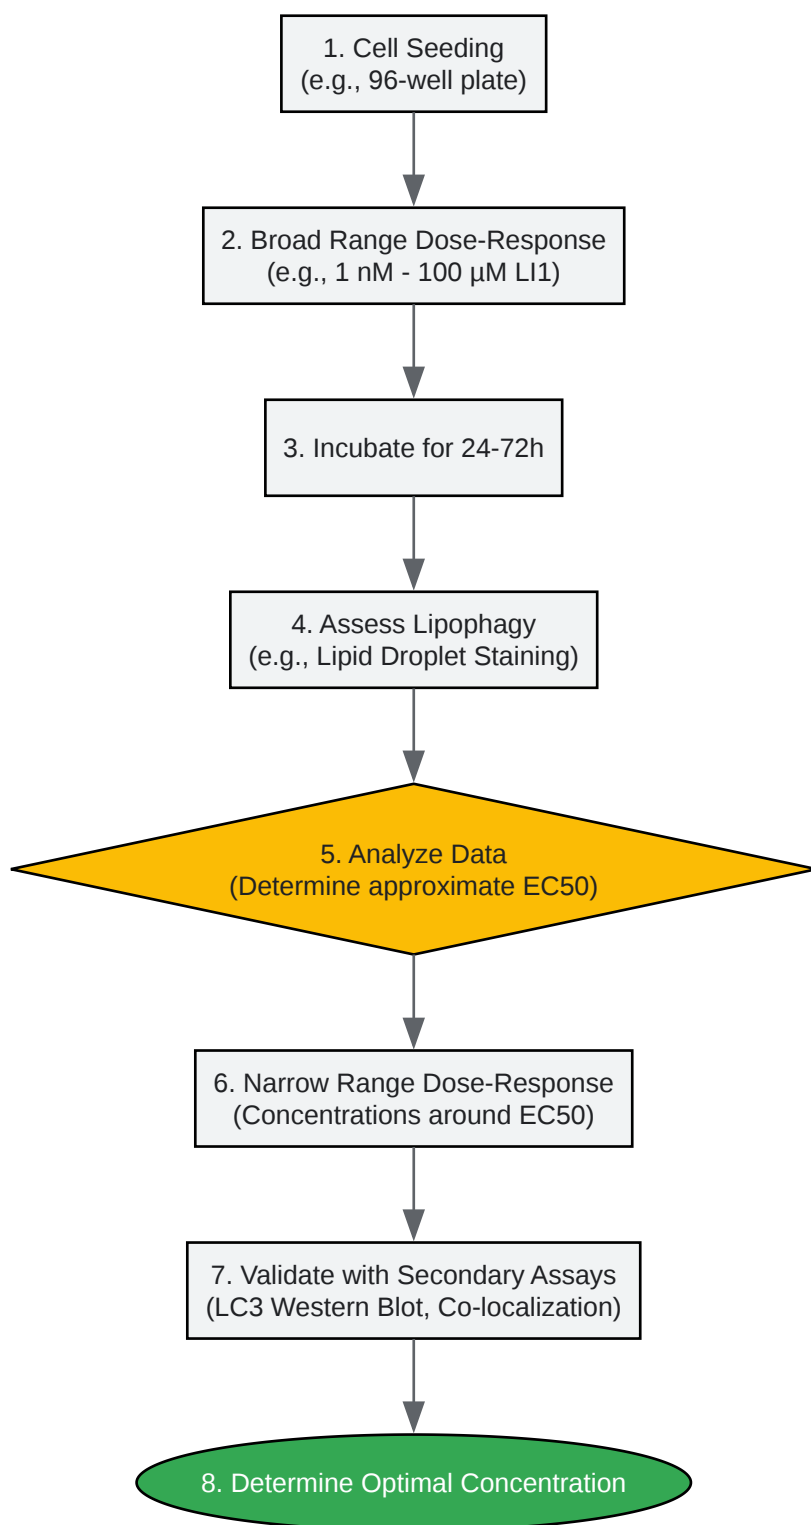 1. Cell Seeding
(e.g., 96-well plate)
2. Broad Range Dose-Response
(e.g., 1 nM - 100 µM LI1)
3. Incubate for 24-72h
4. Assess Lipophagy
(e.g., Lipid Droplet Staining)
5. Analyze Data
(Determine approximate EC50)
6. Narrow Range Dose-Response
(Concentrations around EC50)
7. Validate with Secondary Assays
(LC3 Western Blot, Co-localization)
8. Determine Optimal Concentration